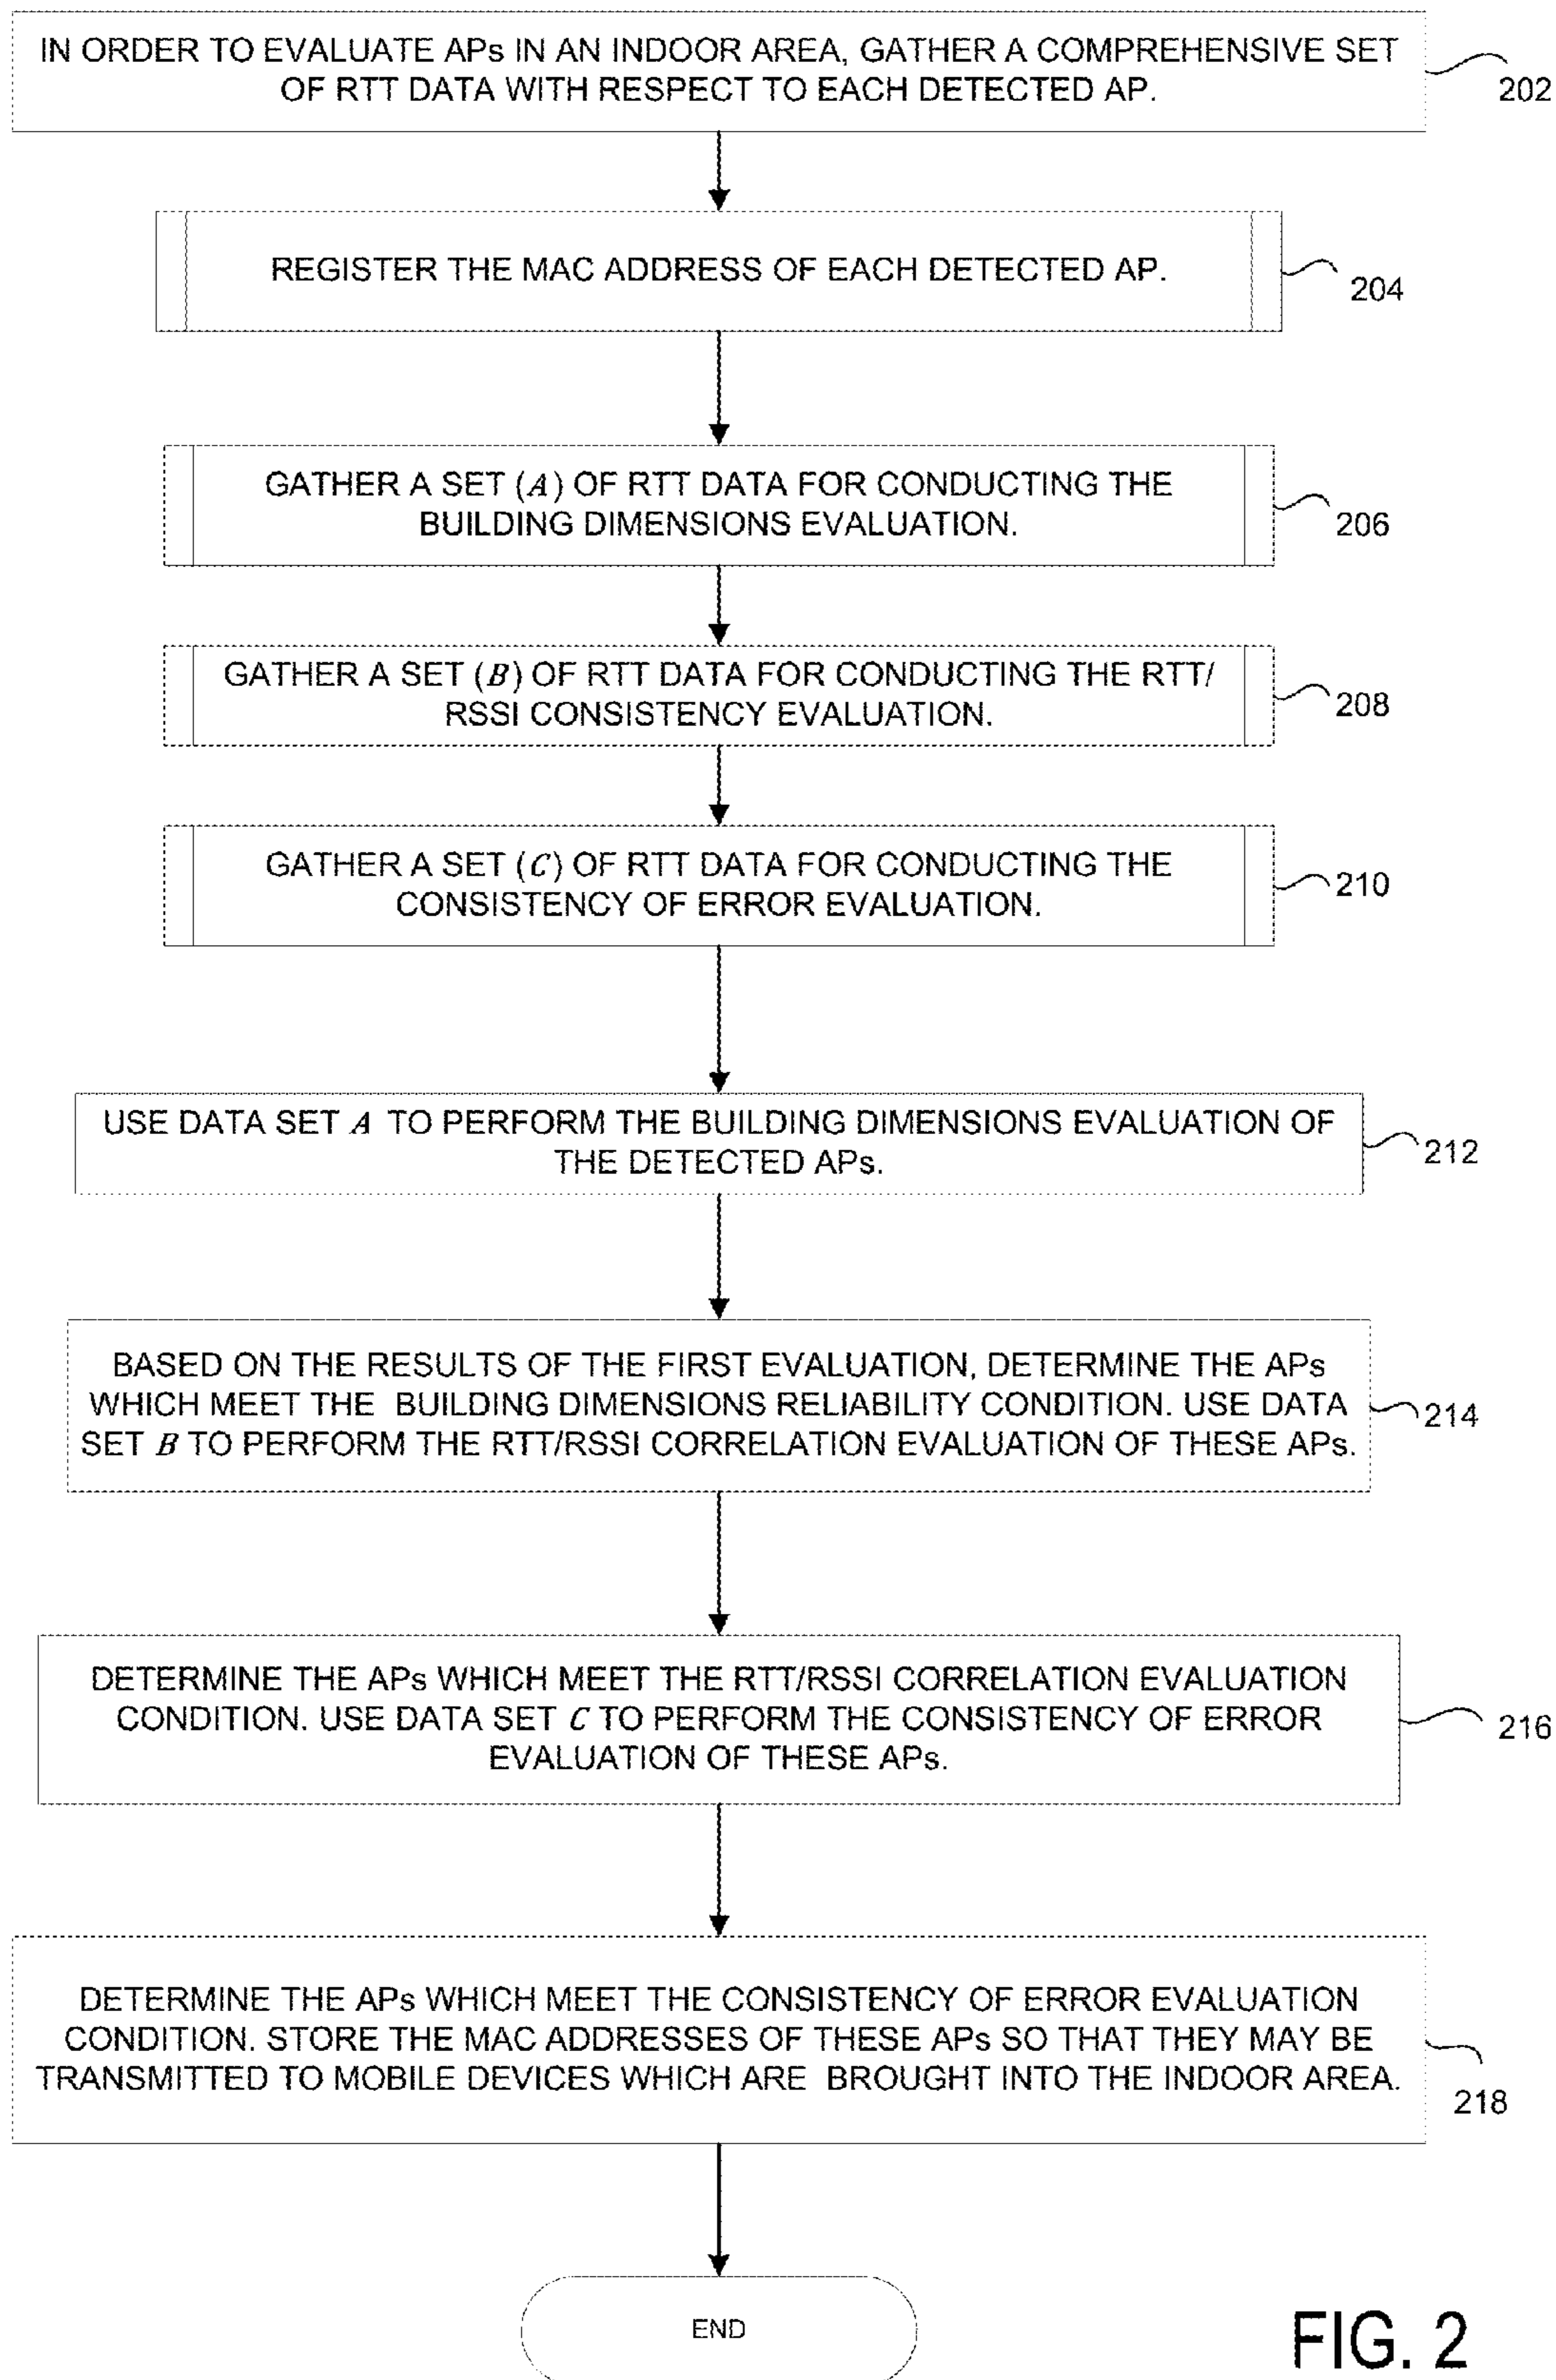 IN ORDER TO EVALUATE APs IN AN INDOOR AREA, GATHER A COMPREHENSIVE SET
OF RTT DATA WITH RESPECT TO EACH DETECTED AP.
202
REGISTER THE MAC ADDRESS OF EACH DETECTED AP.
204
GATHER A SET (A) OF RTT DATA FOR CONDUCTING THE
BUILDING DIMENSIONS EVALUATION.
206
GATHER A SET (B) OF RTT DATA FOR CONDUCTING THE RTT/
RSSI CONSISTENCY EVALUATION.
208
GATHER A SET (C) OF RTT DATA FOR CONDUCTING THE
CONSISTENCY OF ERROR EVALUATION.
210
USE DATA SET A TO PERFORM THE BUILDING DIMENSIONS EVALUATION OF
THE DETECTED APs.
212
BASED ON THE RESULTS OF THE FIRST EVALUATION, DETERMINE THE APs
WHICH MEET THE BUILDING DIMENSIONS RELIABILITY CONDITION. USE DATA
SET B TO PERFORM THE RTT/RSSI CORRELATION EVALUATION OF THESE APs.
214
DETERMINE THE APs WHICH MEET THE RTT/RSSI CORRELATION EVALUATION
CONDITION. USE DATA SET C TO PERFORM THE CONSISTENCY OF ERROR
EVALUATION OF THESE APs.
216
DETERMINE THE APs WHICH MEET THE CONSISTENCY OF ERROR EVALUATION
CONDITION. STORE THE MAC ADDRESSES OF THESE APs SO THAT THEY MAY BE
TRANSMITTED TO MOBILE DEVICES WHICH ARE BROUGHT INTO THE INDOOR AREA.
218
END
FIG. 2